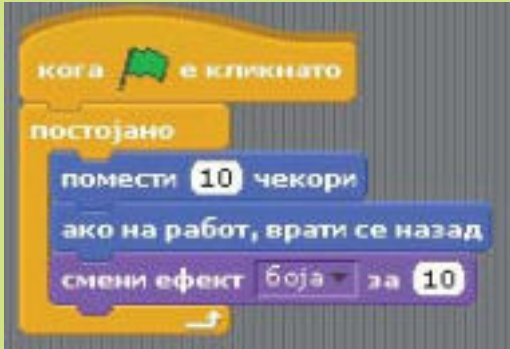 кога е кликнато
постојано
помести 10 чекори
ако на работ, врати се назад
смени ефект боја за 10